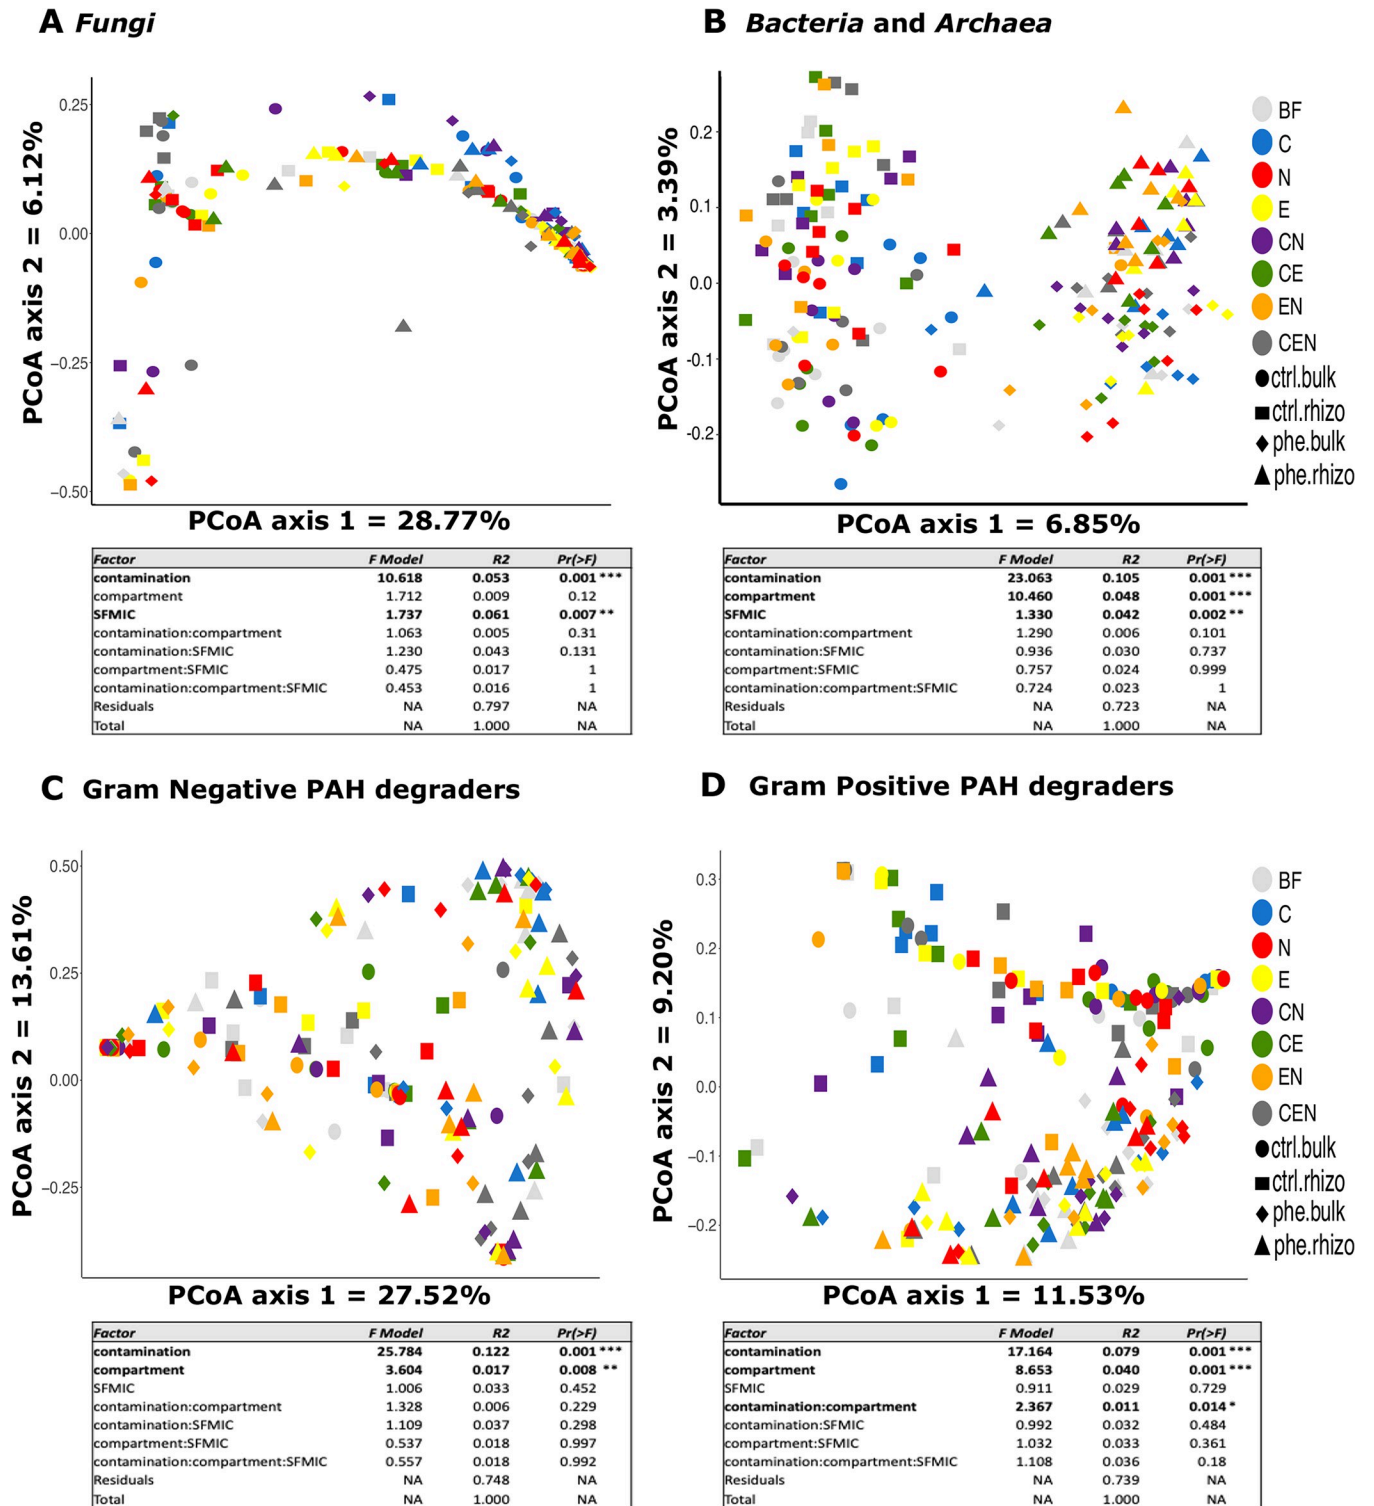 A Fungi
PCoA axis 2 = 6.12%
0.25
0.00
−0.25
−0.50
PCoA axis 1 = 28.77%
Factor F Model R2 Pr(>F)
contamination 10.618 0.053 0.001 ***
compartment 1.712 0.009 0.12
SFMIC 1.737 0.061 0.007 **
contamination:compartment 1.063 0.005 0.31
contamination:SFMIC 1.230 0.043 0.131
compartment:SFMIC 0.475 0.017 1
contamination:compartment:SFMIC 0.453 0.016 1
Residuals NA 0.797 NA
Total NA 1.000 NA
B Bacteria and Archaea
PCoA axis 2 = 3.39%
0.2
0.1
0.0
-0.1
-0.2
PCoA axis 1 = 6.85%
BF
C
N
E
CN
CE
EN
CEN
ctrl.bulk
ctrl.rhizo
phe.bulk
phe.rhizo
Factor F Model R2 Pr(>F)
contamination 23.063 0.105 0.001 ***
compartment 10.460 0.048 0.001 ***
SFMIC 1.330 0.042 0.002 **
contamination:compartment 1.290 0.006 0.101
contamination:SFMIC 0.936 0.030 0.737
compartment:SFMIC 0.757 0.024 0.999
contamination:compartment:SFMIC 0.724 0.023 1
Residuals NA 0.723 NA
Total NA 1.000 NA
C Gram Negative PAH degraders
PCoA axis 2 = 13.61%
0.50
0.25
0.00
−0.25
PCoA axis 1 = 27.52%
Factor F Model R2 Pr(>F)
contamination 25.784 0.122 0.001 ***
compartment 3.604 0.017 0.008 **
SFMIC 1.006 0.033 0.452
contamination:compartment 1.328 0.006 0.229
contamination:SFMIC 1.109 0.037 0.298
compartment:SFMIC 0.537 0.018 0.997
contamination:compartment:SFMIC 0.557 0.018 0.992
Residuals NA 0.748 NA
Total NA 1.000 NA
D Gram Positive PAH degraders
PCoA axis 2 = 9.20%
0.3
0.2
0.1
0.0
−0.1
−0.2
PCoA axis 1 = 11.53%
BF
C
N
E
CN
CE
EN
CEN
ctrl.bulk
ctrl.rhizo
phe.bulk
phe.rhizo
Factor F Model R2 Pr(>F)
contamination 17.164 0.079 0.001 ***
compartment 8.653 0.040 0.001 ***
SFMIC 0.911 0.029 0.729
contamination:compartment 2.367 0.011 0.014 *
contamination:SFMIC 0.992 0.032 0.484
compartment:SFMIC 1.032 0.033 0.361
contamination:compartment:SFMIC 1.108 0.036 0.18
Residuals NA 0.739 NA
Total NA 1.000 NA